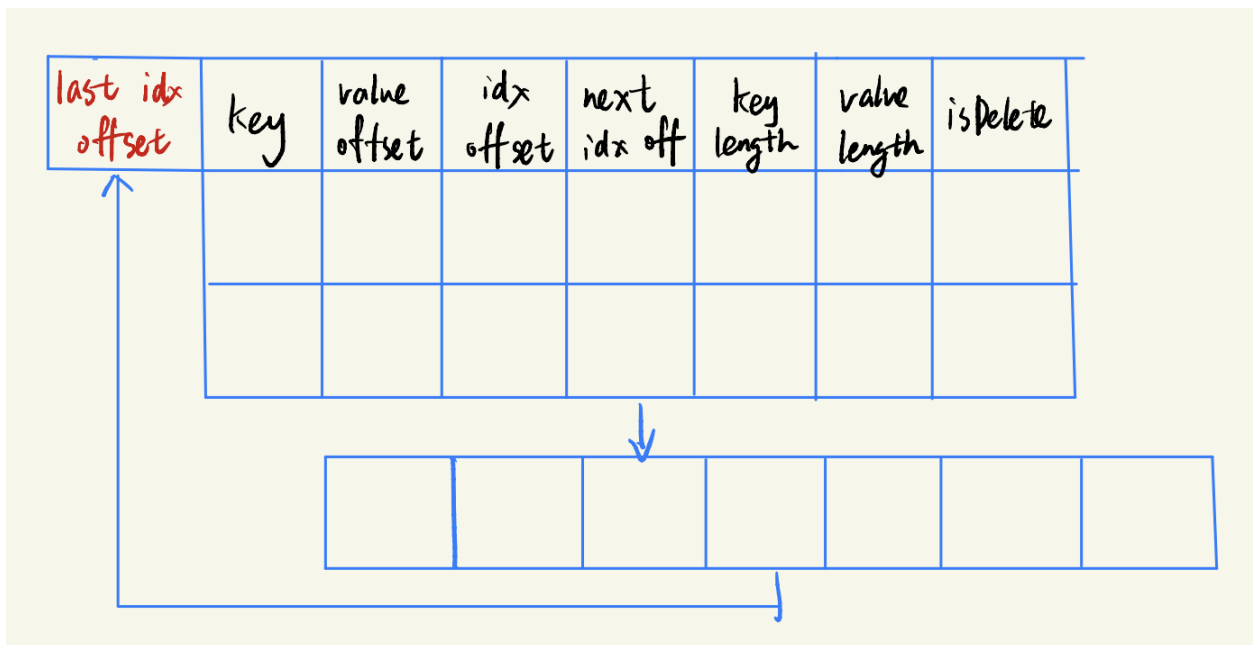 last idx
offset
key
value
offset
idx
offset
next
idx off
key
length
value
length
isDelete